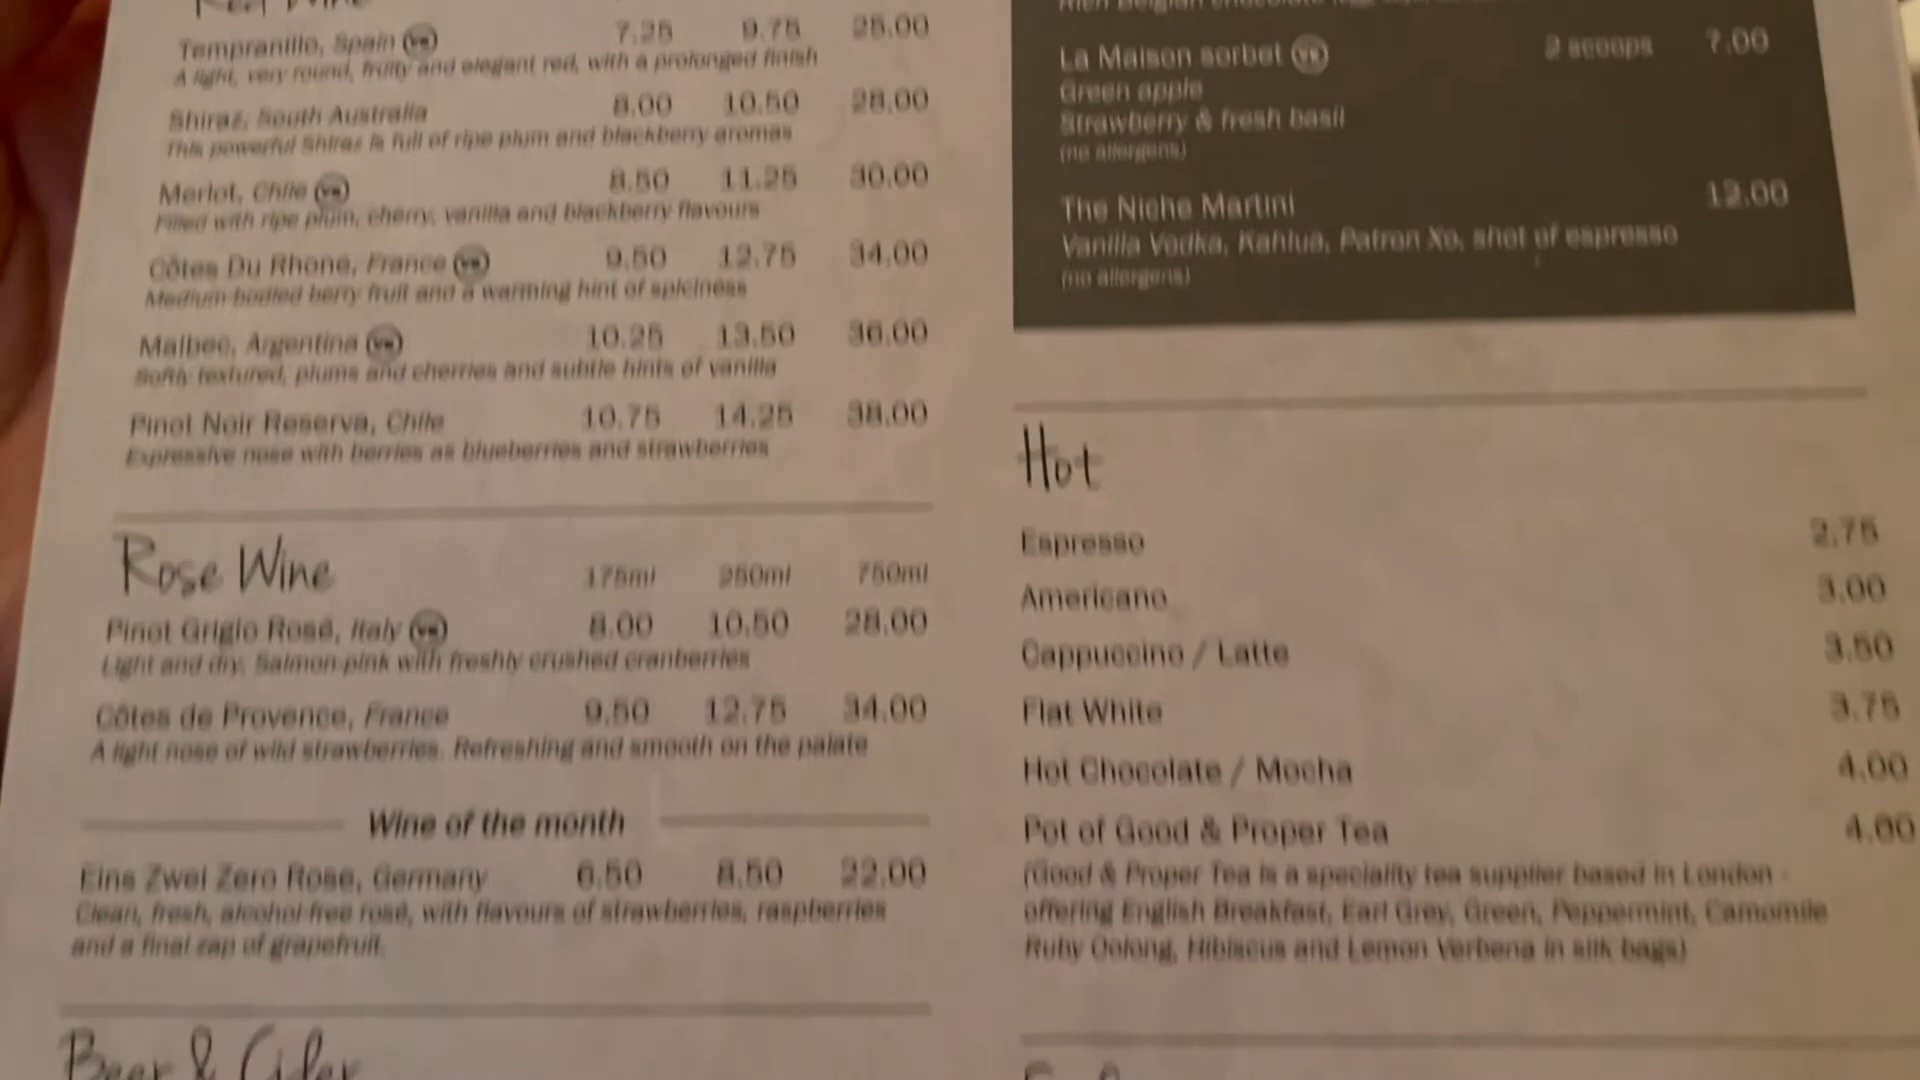 Red Wine
Tempranillo, Spain 7.25 9.75 25.00
A light, very round, fruity and elegant red, with a prolonged finish
Shiraz, South Australia 8.00 10.50 28.00
This powerful Shiraz is full of ripe plum and blackberry aromas
Merlot, Chile 8.50 11.25 30.00
Filled with ripe plum, cherry, vanilla and blackberry flavours
Côtes Du Rhone, France 9.50 12.75 34.00
Medium-bodied berry fruit and a warming hint of spiciness
Malbec, Argentina 10.25 13.50 36.00
Softly textured, plums and cherries and subtle hints of vanilla
Pinot Noir Reserva, Chile 10.75 14.25 38.00
Expressive nose with berries as blueberries and strawberries
Rose Wine 175ml 250ml 750ml
Pinot Grigio Rosé, Italy 8.00 10.50 28.00
Light and dry. Salmon-pink with freshly crushed cranberries
Côtes de Provence, France 9.50 12.75 34.00
A light nose of wild strawberries. Refreshing and smooth on the palate
Wine of the month
Eins Zwei Zero Rose, Germany 6.50 8.50 22.00
Clean, fresh, alcohol-free rosé, with flavours of strawberries, raspberries
and a final zap of grapefruit.
Beer & Cider
Rich Belgian chocolate
La Maison sorbet 2 scoops 7.00
Green apple
Strawberry & fresh basil
(no allergens)
The Niche Martini 12.00
Vanilla Vodka, Kahlua, Patron Xo, shot of espresso
(no allergens)
Hot
Espresso 2.75
Americano 3.00
Cappuccino / Latte 3.50
Flat White 3.75
Hot Chocolate / Mocha 4.00
Pot of Good & Proper Tea 4.00
(Good & Proper Tea is a speciality tea supplier based in London -
offering English Breakfast, Earl Grey, Green, Peppermint, Camomile
Ruby Oolong, Hibiscus and Lemon Verbena in silk bags)